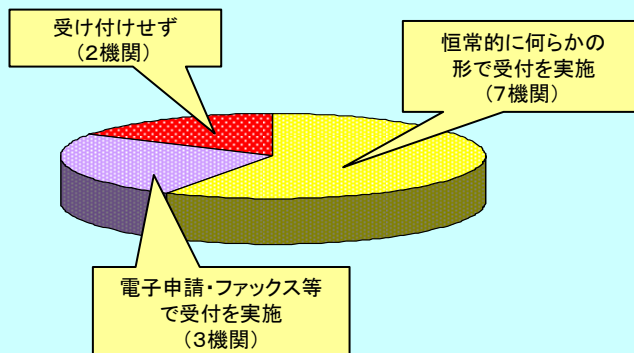 受け付けせず
（2機関）
恒常的に何らかの
形で受付を実施
（7機関）
電子申請・ファックス等
で受付を実施
（3機関）